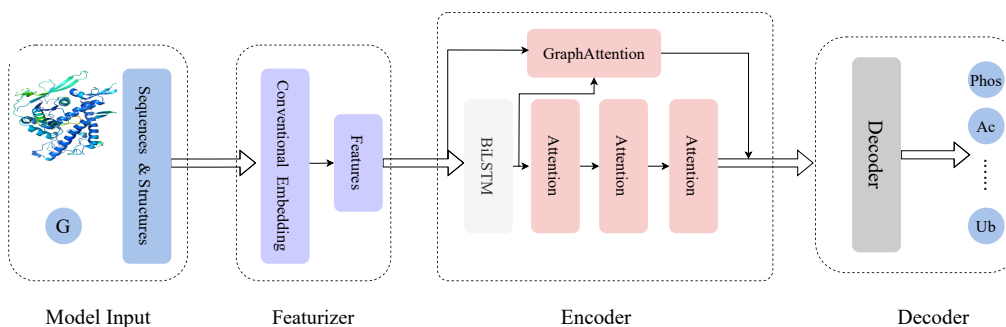 G
Sequences & Structures
Conventional Embedding
Features
GraphAttention
BiLSTM
Attention
Attention
Attention
Decoder
Phos
Ac
......
Ub
Model Input
Featurizer
Encoder
Decoder